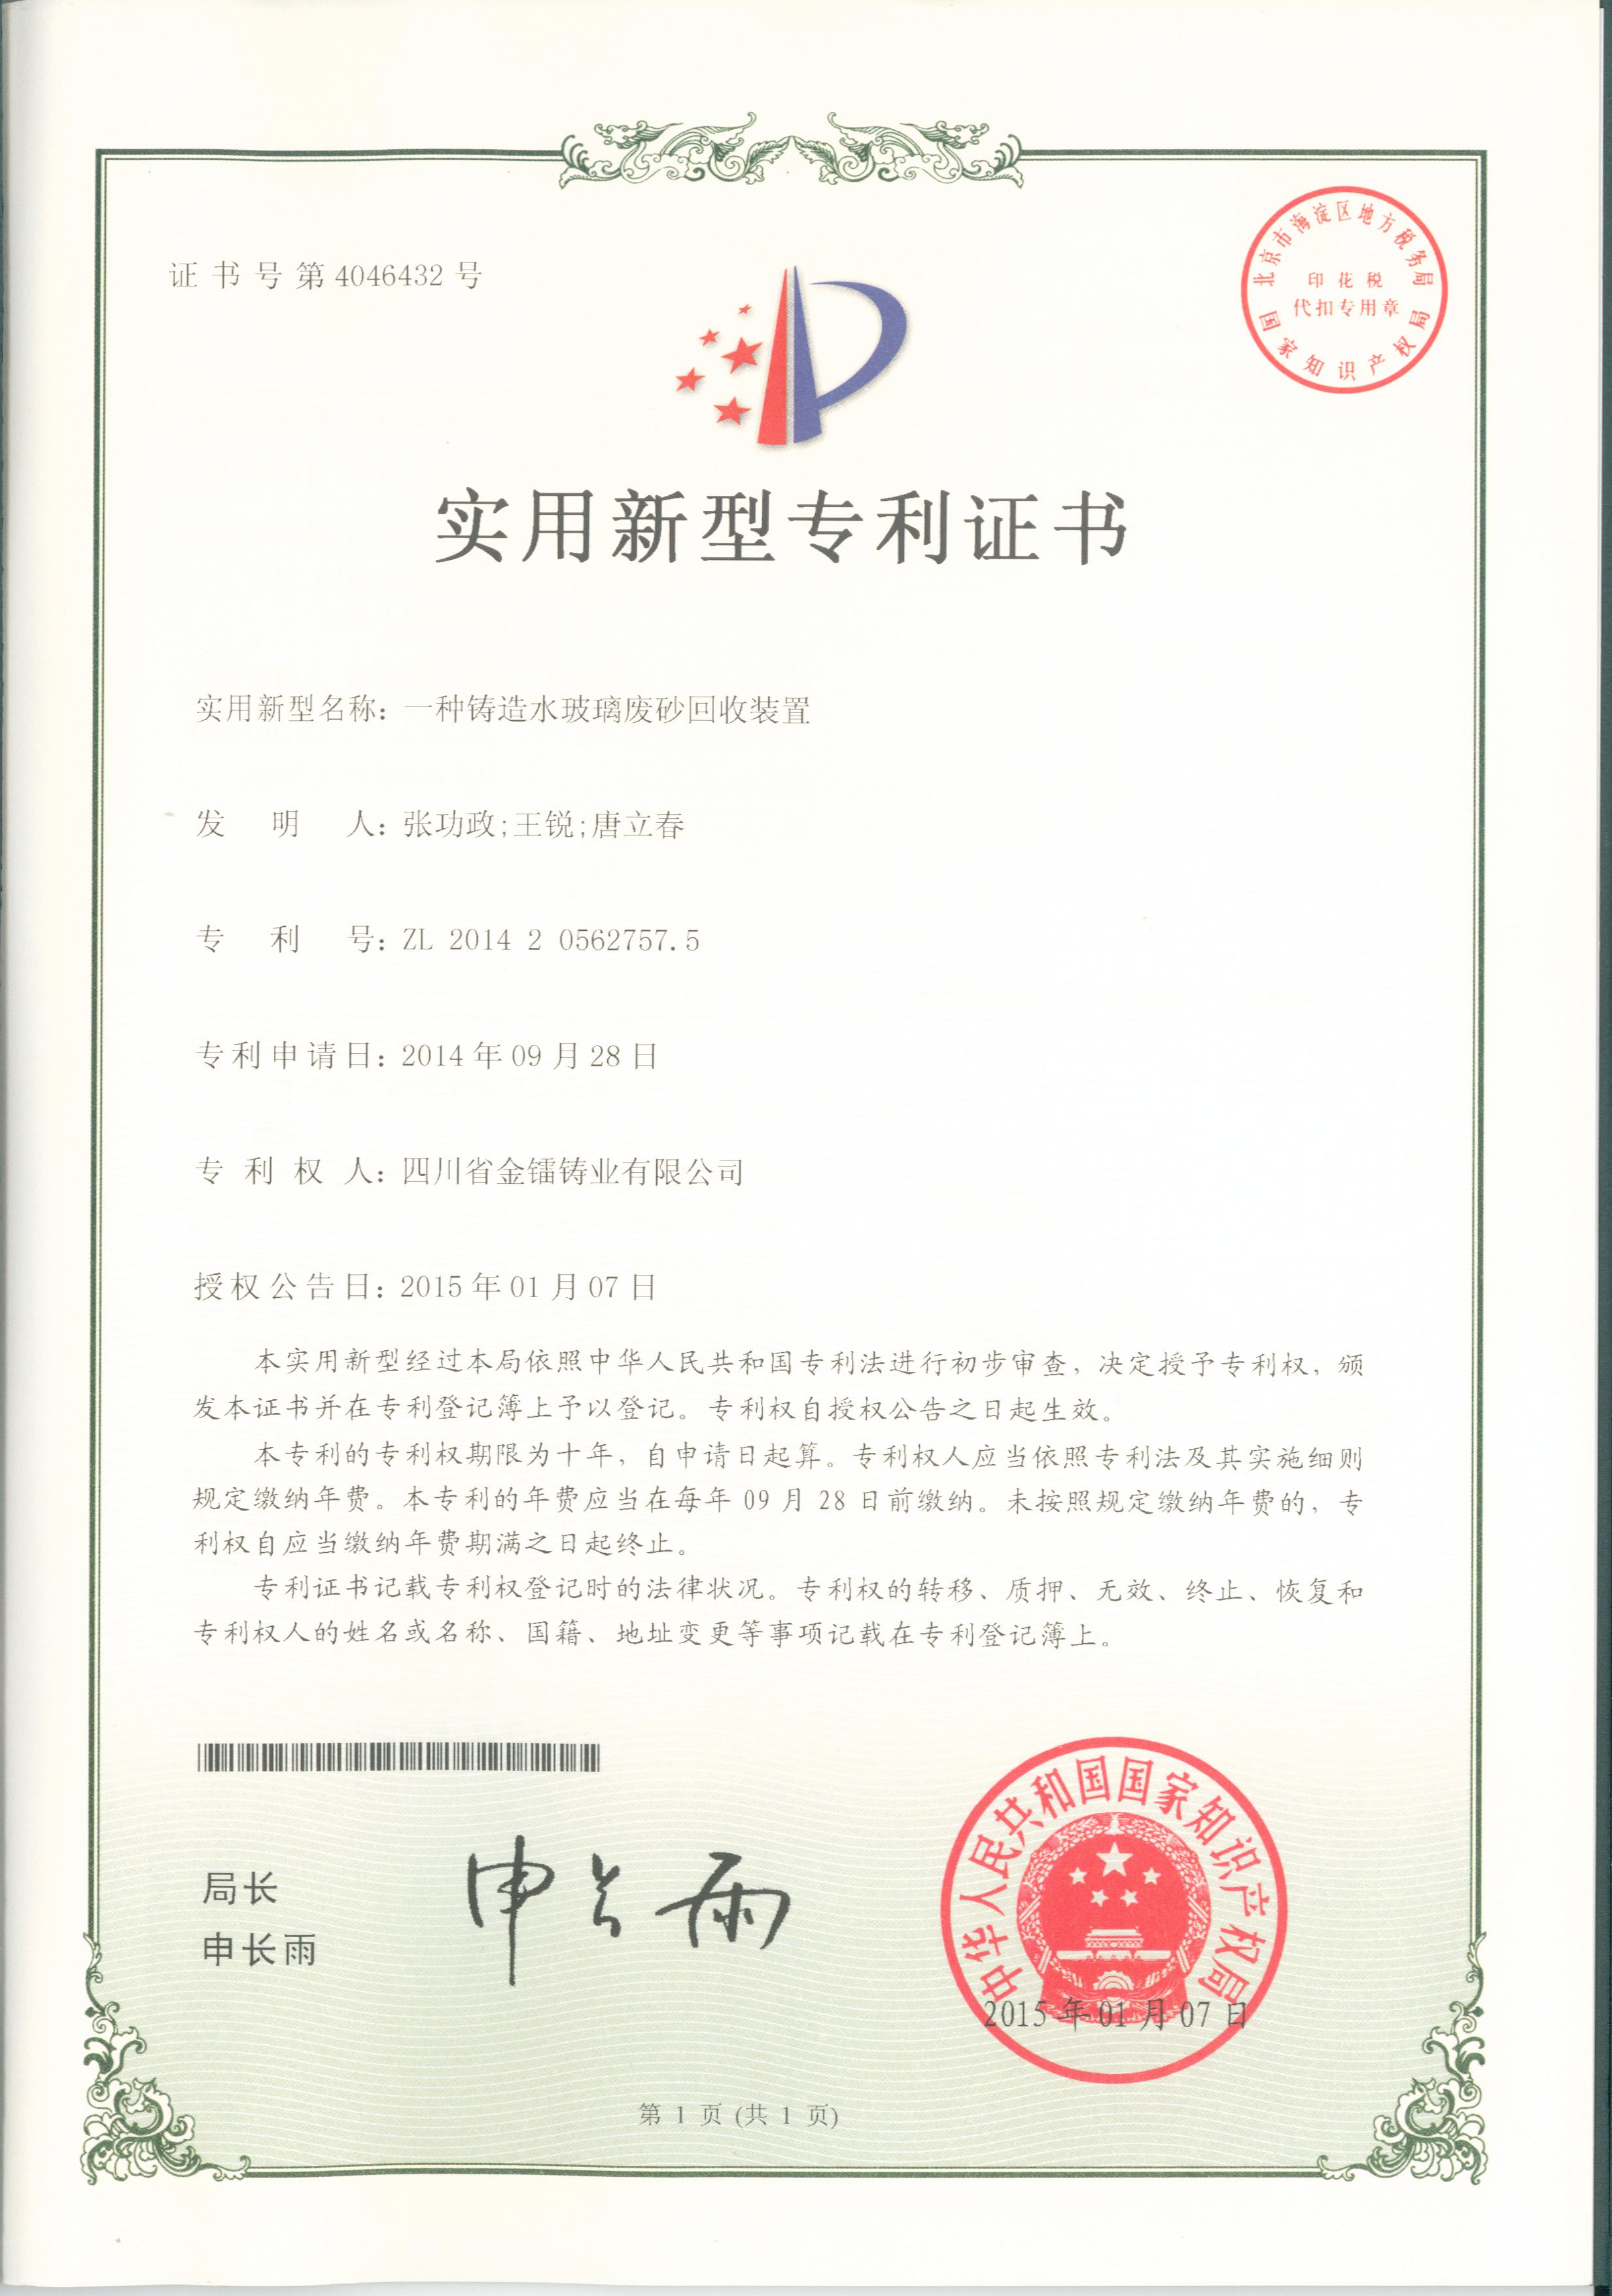 证书号第4046432号
北京市海淀区地方税务局
印花税
代扣专用章
国家知识产权局
实用新型专利证书
实用新型名称：一种铸造水玻璃废砂回收装置
发明人：张功政;王锐;唐立春
专利号：ZL 2014 2 0562757.5
专利申请日：2014年09月28日
专利权人：四川省金镭铸业有限公司
授权公告日：2015年01月07日
本实用新型经过本局依照中华人民共和国专利法进行初步审查，决定授予专利权，颁
发本证书并在专利登记簿上予以登记。专利权自授权公告之日起生效。
本专利的专利权期限为十年，自申请日起算。专利权人应当依照专利法及其实施细则
规定缴纳年费。本专利的年费应当在每年09月28日前缴纳。未按照规定缴纳年费的，专
利权自应当缴纳年费期满之日起终止。
专利证书记载专利权登记时的法律状况。专利权的转移、质押、无效、终止、恢复和
专利权人的姓名或名称、国籍、地址变更等事项记载在专利登记簿上。
局长
申长雨
申长雨
中华人民共和国国家知识产权局
2015年01月07日
第 1 页 (共 1 页)